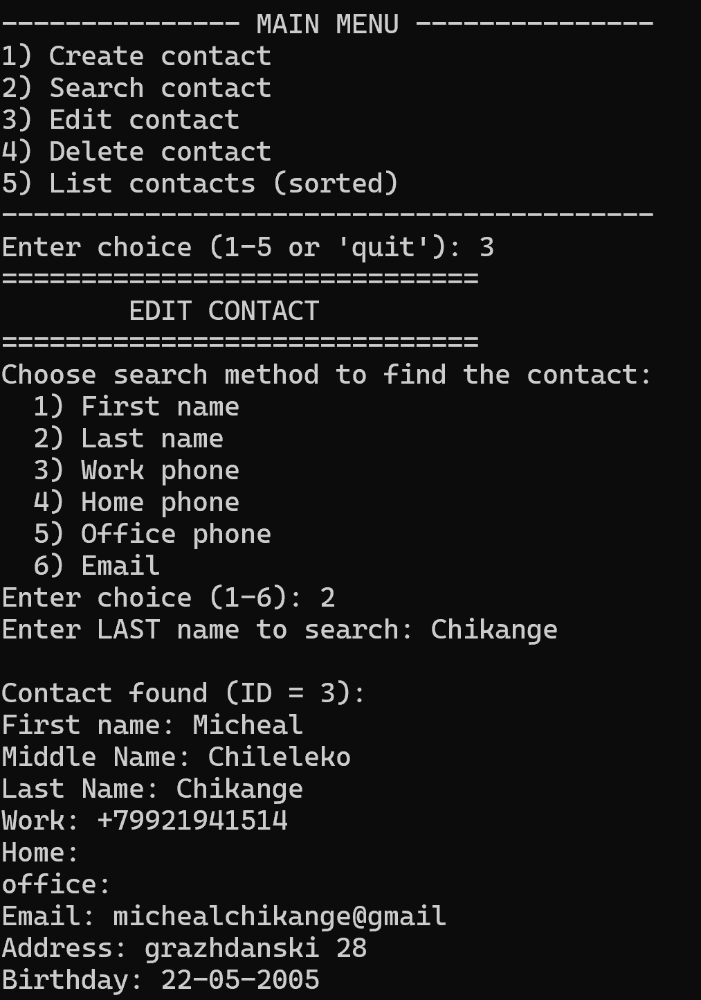 --------------- MAIN MENU ---------------
1) Create contact
2) Search contact
3) Edit contact
4) Delete contact
5) List contacts (sorted)
-----------------------------------------
Enter choice (1-5 or 'quit'): 3
==============================
        EDIT CONTACT
==============================
Choose search method to find the contact:
  1) First name
  2) Last name
  3) Work phone
  4) Home phone
  5) Office phone
  6) Email
Enter choice (1-6): 2
Enter LAST name to search: Chikange

Contact found (ID = 3):
First name: Micheal
Middle Name: Chileleko
Last Name: Chikange
Work: +79921941514
Home:
office:
Email: michealchikange@gmail
Address: grazhdanski 28
Birthday: 22-05-2005